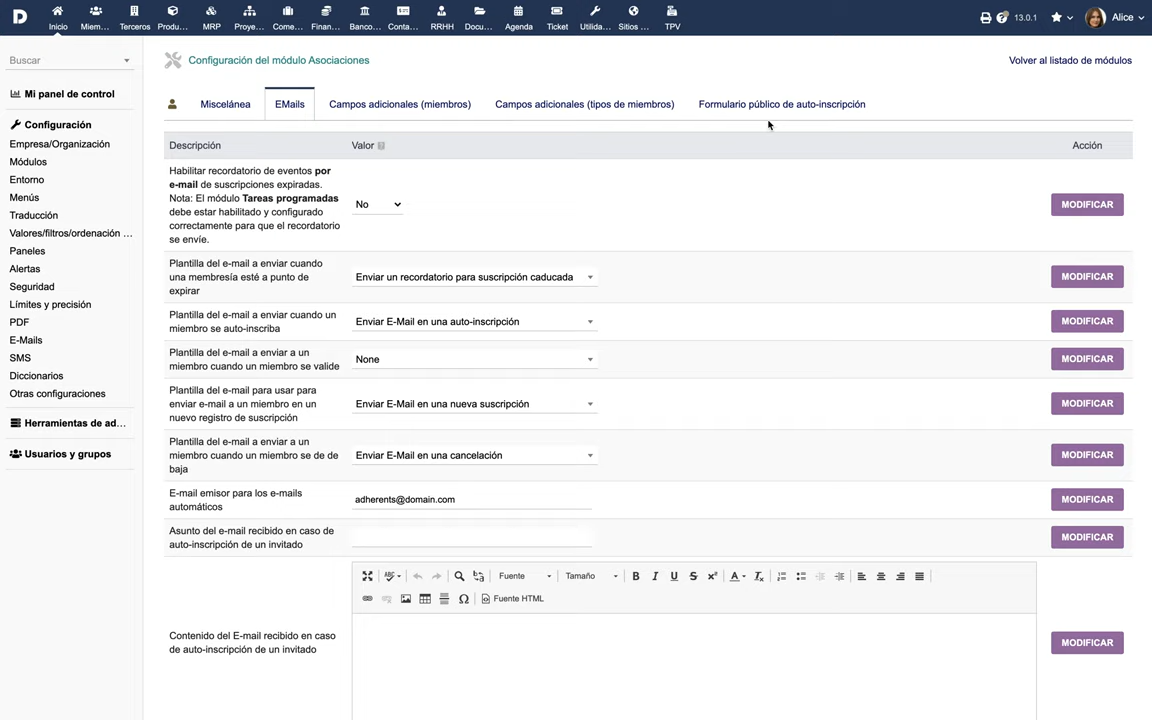 D
Inicio
Miem...
Terceros
Produ...
MRP
Proye...
Come...
Finan...
Banco...
Conta...
RRHH
Docu...
Agenda
Ticket
Utilida...
Sitios ...
TPV
13.0.1
Alice
Buscar
Mi panel de control
Configuración
Empresa/Organización
Módulos
Entorno
Menús
Traducción
Valores/filtros/ordenación ...
Paneles
Alertas
Seguridad
Límites y precisión
PDF
E-Mails
SMS
Diccionarios
Otras configuraciones
Herramientas de ad...
Usuarios y grupos
Configuración del módulo Asociaciones
Volver al listado de módulos
Miscelánea
EMails
Campos adicionales (miembros)
Campos adicionales (tipos de miembros)
Formulario público de auto-inscripción
Descripción
Valor
Acción
Habilitar recordatorio de eventos por
e-mail de suscripciones expiradas.
Nota: El módulo Tareas programadas
debe estar habilitado y configurado
correctamente para que el recordatorio
se envíe.
No
MODIFICAR
Plantilla del e-mail a enviar cuando
una membresía esté a punto de
expirar
Enviar un recordatorio para suscripción caducada
MODIFICAR
Plantilla del e-mail a enviar cuando un
miembro se auto-inscriba
Enviar E-Mail en una auto-inscripción
MODIFICAR
Plantilla del e-mail a enviar a un
miembro cuando un miembro se valide
None
MODIFICAR
Plantilla del e-mail para usar para
enviar e-mail a un miembro en un
nuevo registro de suscripción
Enviar E-Mail en una nueva suscripción
MODIFICAR
Plantilla del e-mail a enviar a un
miembro cuando un miembro se de de
baja
Enviar E-Mail en una cancelación
MODIFICAR
E-mail emisor para los e-mails
automáticos
adherents@domain.com
MODIFICAR
Asunto del e-mail recibido en caso de
auto-inscripción de un invitado
MODIFICAR
Fuente
Tamaño
Fuente HTML
Contenido del E-mail recibido en caso
de auto-inscripción de un invitado
MODIFICAR